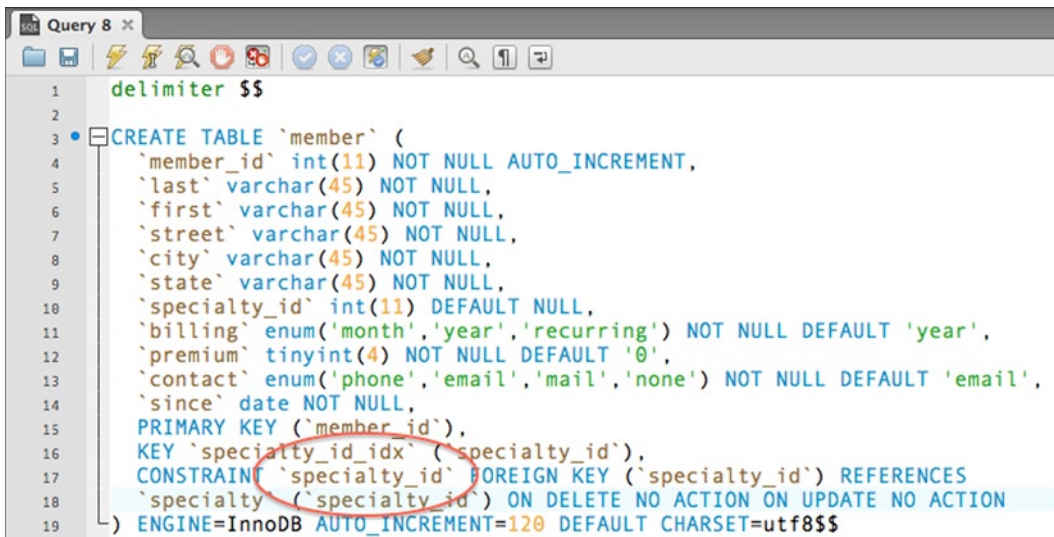 SQL Query 8 ×
1 delimiter $$
2
3 CREATE TABLE `member` (
4 `member_id` int(11) NOT NULL AUTO_INCREMENT,
5 `last` varchar(45) NOT NULL,
6 `first` varchar(45) NOT NULL,
7 `street` varchar(45) NOT NULL,
8 `city` varchar(45) NOT NULL,
9 `state` varchar(45) NOT NULL,
10 `specialty_id` int(11) DEFAULT NULL,
11 `billing` enum('month','year','recurring') NOT NULL DEFAULT 'year',
12 `premium` tinyint(4) NOT NULL DEFAULT '0',
13 `contact` enum('phone','email','mail','none') NOT NULL DEFAULT 'email',
14 `since` date NOT NULL,
15 PRIMARY KEY (`member_id`),
16 KEY `specialty_id_idx` (`specialty_id`),
17 CONSTRAINT `specialty_id` FOREIGN KEY (`specialty_id`) REFERENCES
18 `specialty` (`specialty_id`) ON DELETE NO ACTION ON UPDATE NO ACTION
19 ) ENGINE=InnoDB AUTO_INCREMENT=120 DEFAULT CHARSET=utf8$$